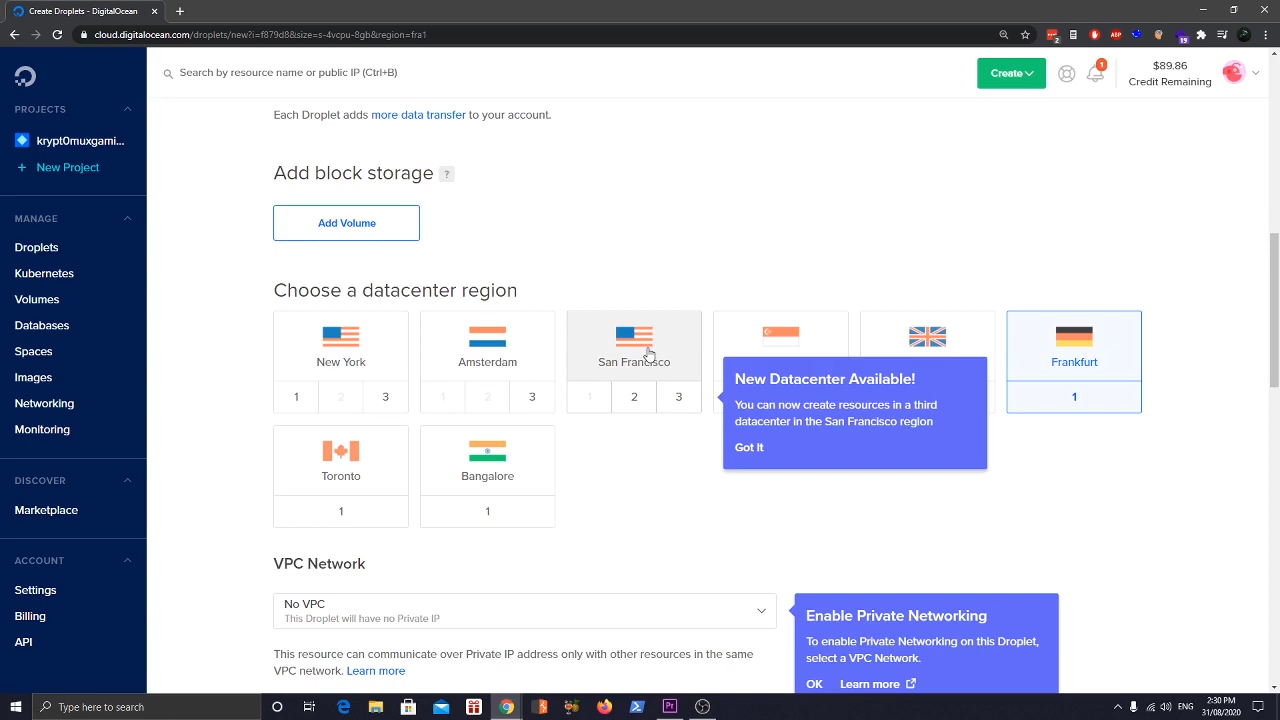 Create Droplets - DigitalOcean
cloud.digitalocean.com/droplets/new?i=f879d8&size=s-4vcpu-8gb&region=fra1
2
ABP
19
Search by resource name or public IP (Ctrl+B)
Create
1
$89.86
Credit Remaining
PROJECTS
krypt0muxgami...
+ New Project
MANAGE
Droplets
Kubernetes
Volumes
Databases
Spaces
Images
Networking
Monitoring
DISCOVER
Marketplace
ACCOUNT
Settings
Billing
API
Each Droplet adds more data transfer to your account.
Add block storage ?
Add Volume
Choose a datacenter region
New York
1 2 3
Amsterdam
1 2 3
San Francisco
1 2 3
Frankfurt
1
New Datacenter Available!
You can now create resources in a third
datacenter in the San Francisco region
Got It
Toronto
1
Bangalore
1
VPC Network
No VPC
This Droplet will have no Private IP
This resource can communicate over Private IP address only with other resources in the same
VPC network. Learn more
Enable Private Networking
To enable Private Networking on this Droplet,
select a VPC Network.
OK Learn more
Type here to search
Pr
ENG
2:30 PM
31/08/2020